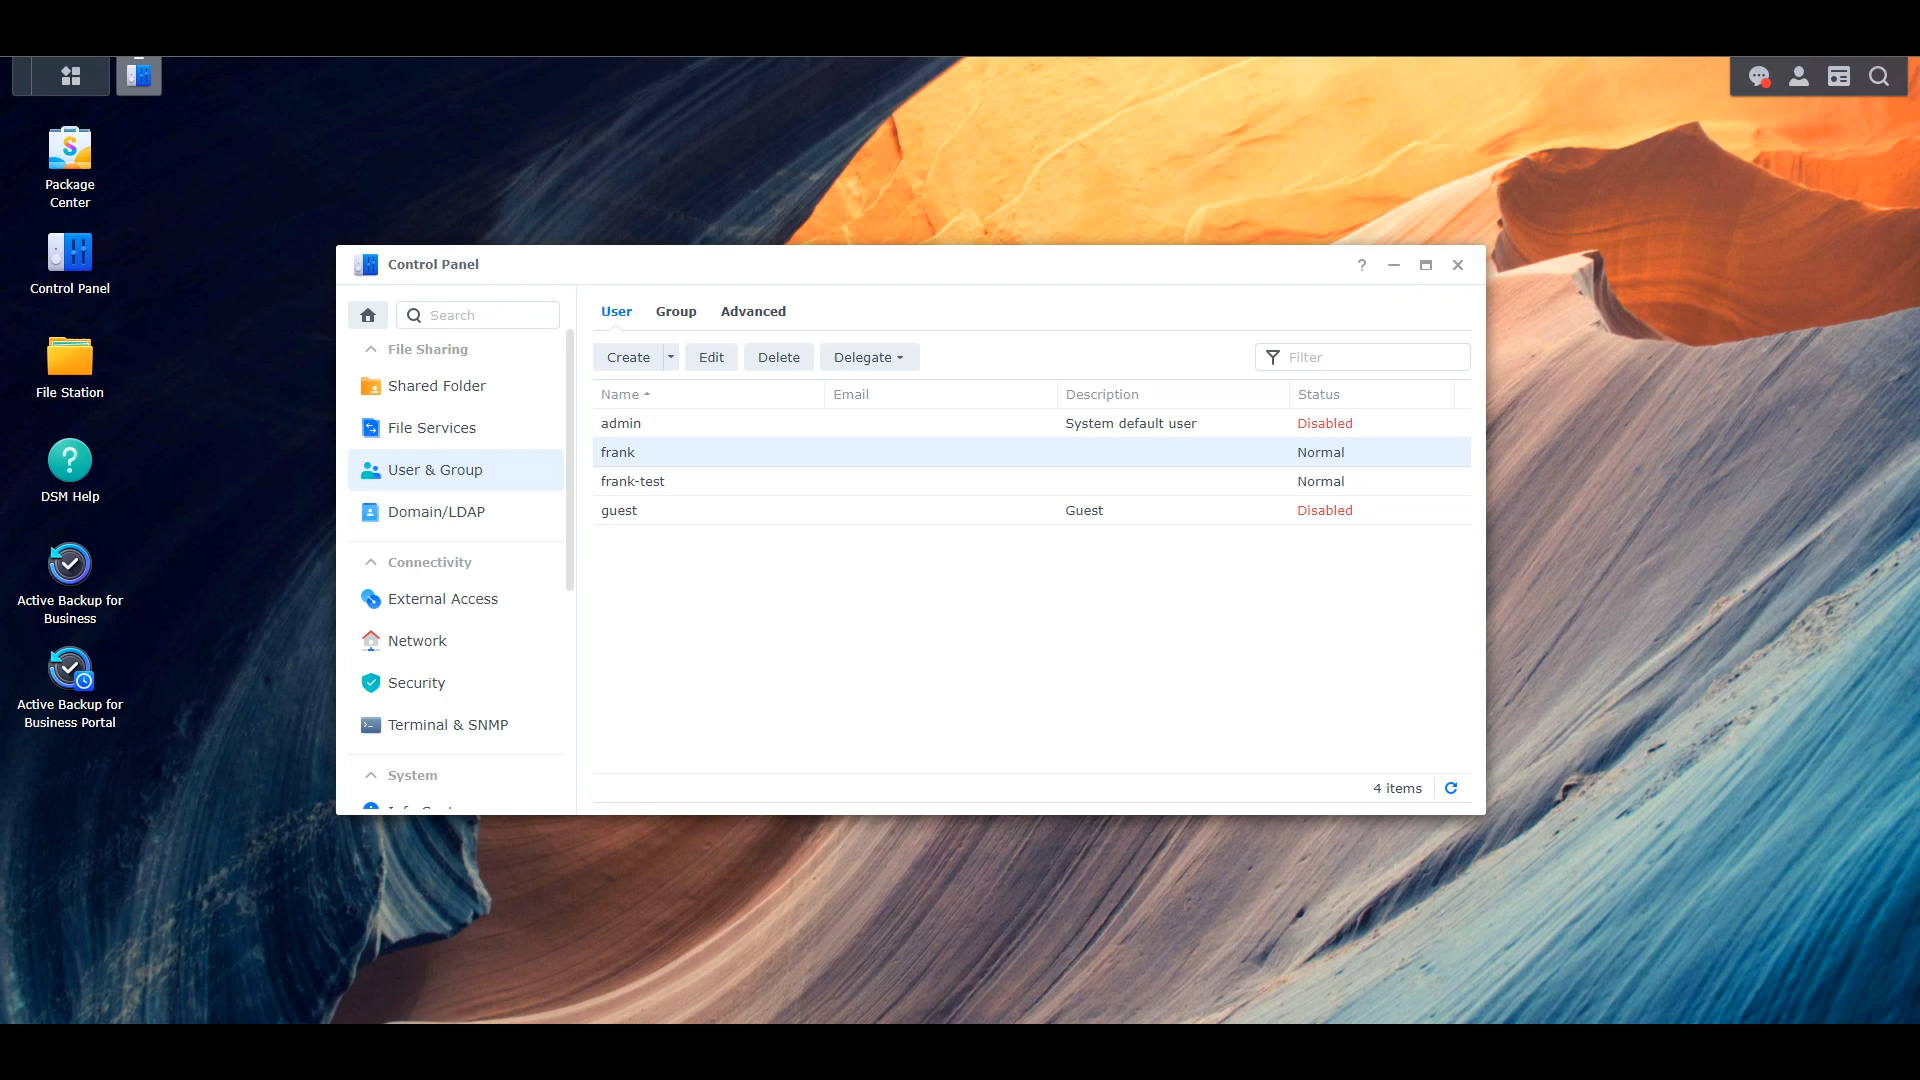 Package
Center
Control Panel
File Station
DSM Help
Active Backup for
Business
Active Backup for
Business Portal
Control Panel
Search
File Sharing
Shared Folder
File Services
User & Group
Domain/LDAP
Connectivity
External Access
Network
Security
Terminal & SNMP
System
User Group Advanced
Create Edit Delete Delegate Filter
Name Email Description Status
admin System default user Disabled
frank Normal
frank-test Normal
guest Guest Disabled
4 items